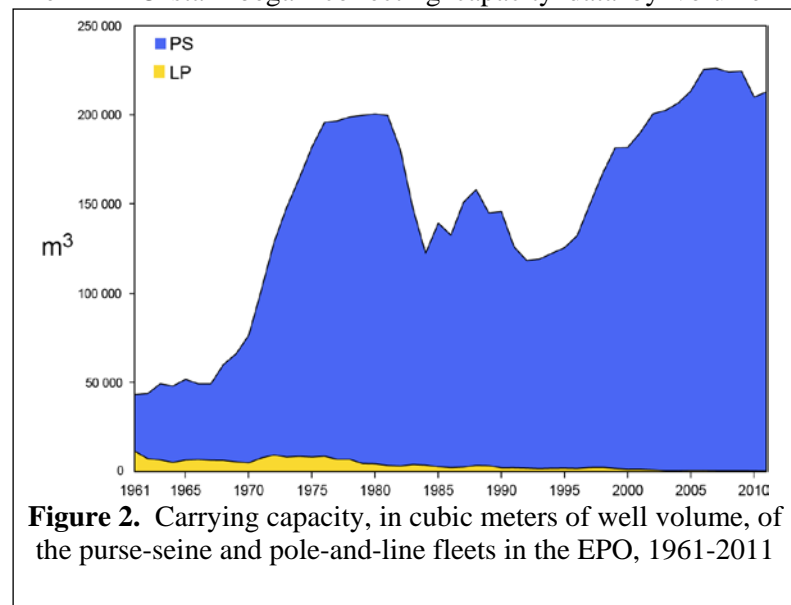 250 000
PS
LP
200 000
150 000
m³
100 000
50 000
0
1961 1965 1970 1975 1980 1985 1990 1995 2000 2005 2010
Figure 2. Carrying capacity, in cubic meters of well volume, of
the purse-seine and pole-and-line fleets in the EPO, 1961-2011